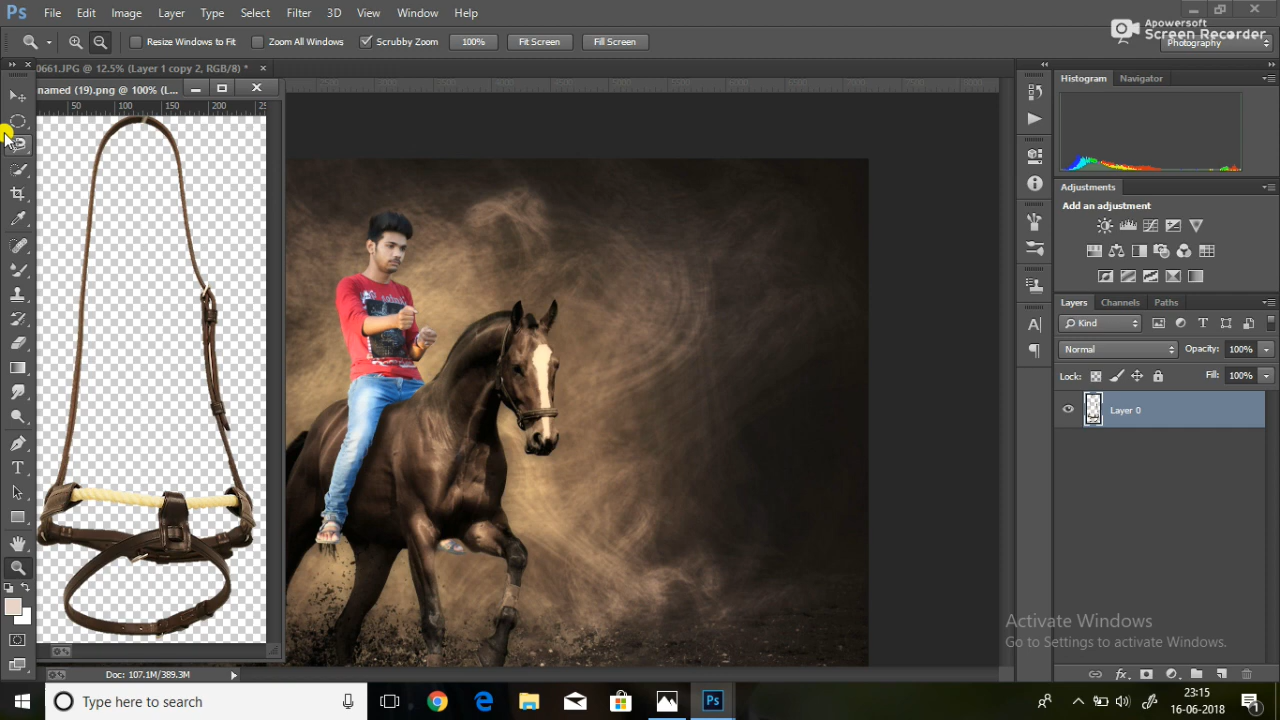 Ps File Edit Image Layer Type Select Filter 3D View Window Help
Apowersoft
Screen Recorder
Resize Windows to Fit Zoom All Windows Scrubby Zoom 100% Fit Screen Fill Screen
Photography
0661.JPG @ 12.5% (Layer 1 copy 2, RGB/8) * ×
named (19).png @ 100% (L...
50 100 150 200
Histogram Navigator
Adjustments
Add an adjustment
Layers Channels Paths
Kind
Normal Opacity: 100%
Lock: Fill: 100%
Layer 0
Activate Windows
Go to Settings to activate Windows.
Doc: 107.1M/389.3M
Type here to search
Ps
23:15
16-06-2018
1